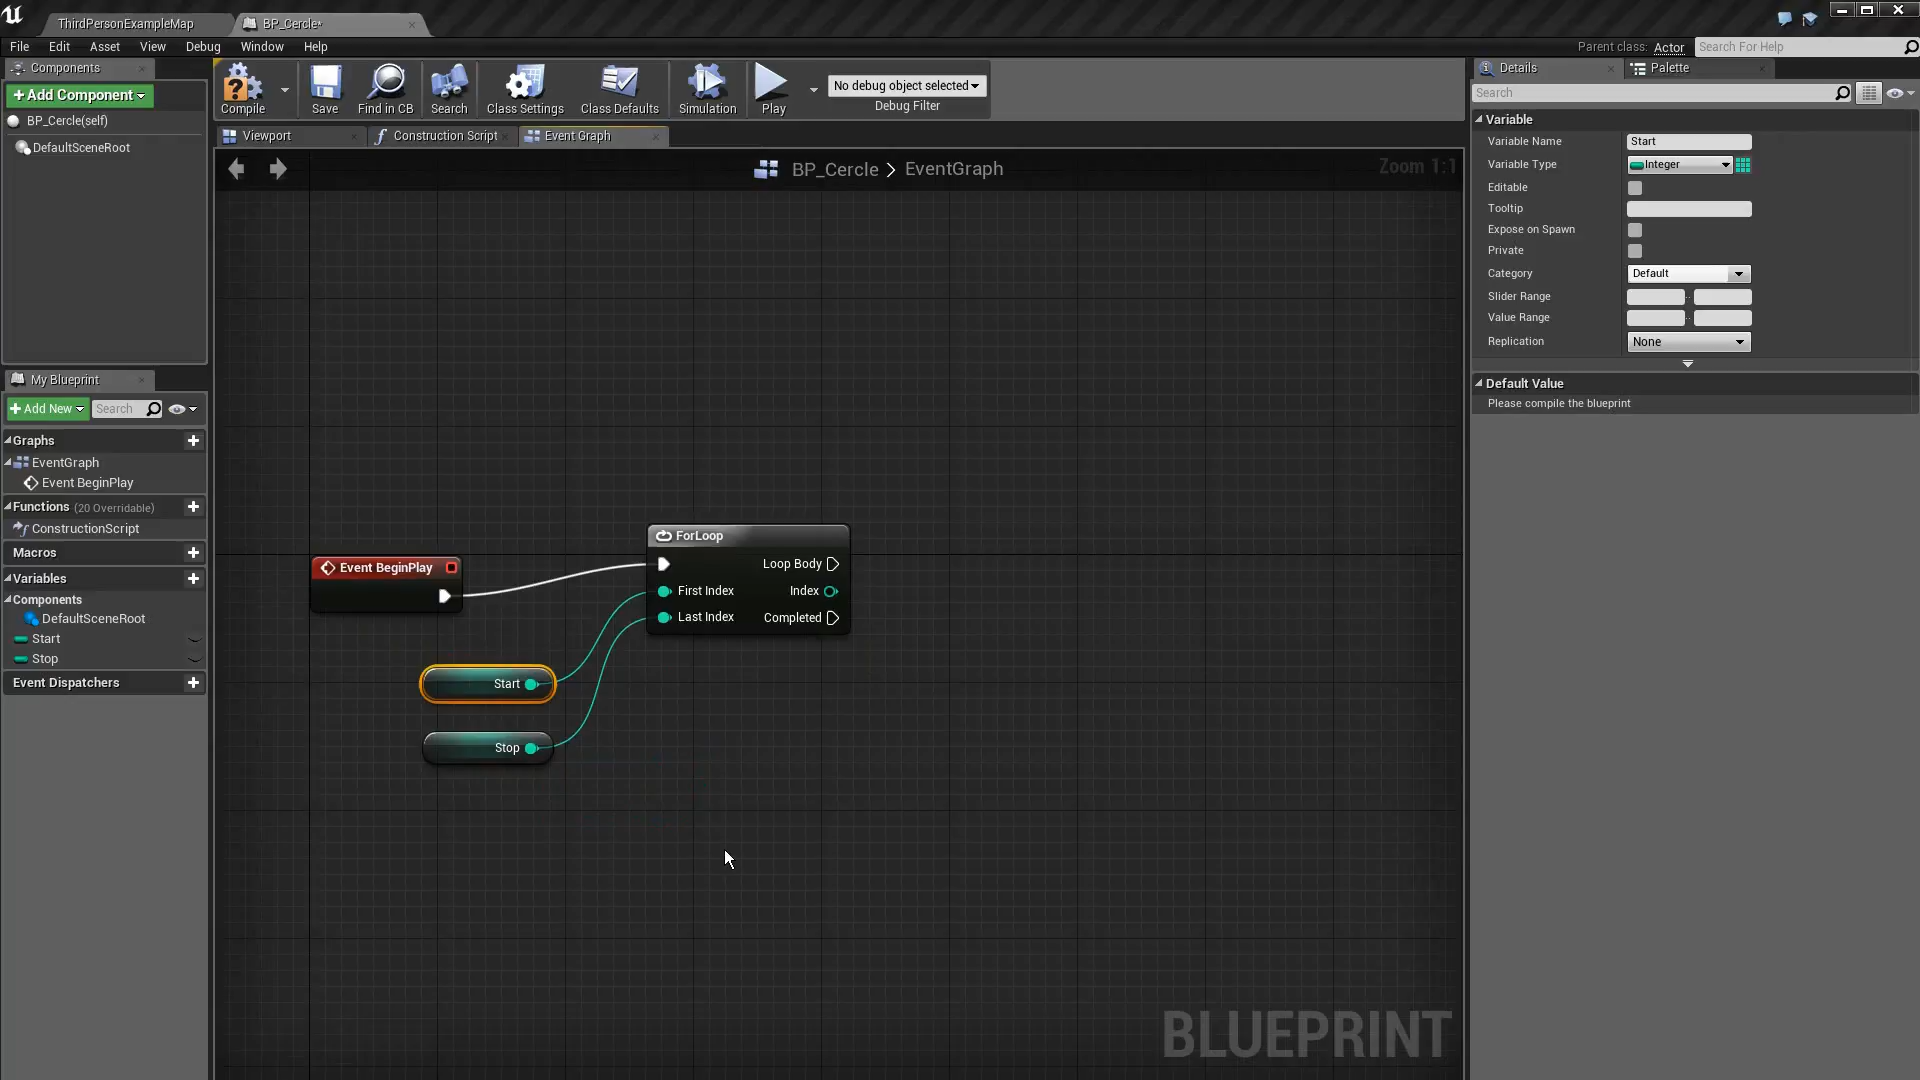 ThirdPersonExampleMap
BP_Cercle*
File Edit Asset View Debug Window Help
Parent class: Actor
Search For Help
Components
Add Component
BP_Cercle(self)
DefaultSceneRoot
Compile
Save
Find in CB
Search
Class Settings
Class Defaults
Simulation
Play
No debug object selected
Debug Filter
Viewport
Construction Script
Event Graph
BP_Cercle > EventGraph
Zoom 1:1
My Blueprint
Add New
Search
Graphs
EventGraph
Event BeginPlay
Functions (20 Overridable)
ConstructionScript
Macros
Variables
Components
DefaultSceneRoot
Start
Stop
Event Dispatchers
Event BeginPlay
ForLoop
Loop Body
First Index
Index
Last Index
Completed
Start
Stop
BLUEPRINT
Details
Palette
Search
Variable
Variable Name Start
Variable Type Integer
Editable
Tooltip
Expose on Spawn
Private
Category Default
Slider Range
Value Range
Replication None
Default Value
Please compile the blueprint